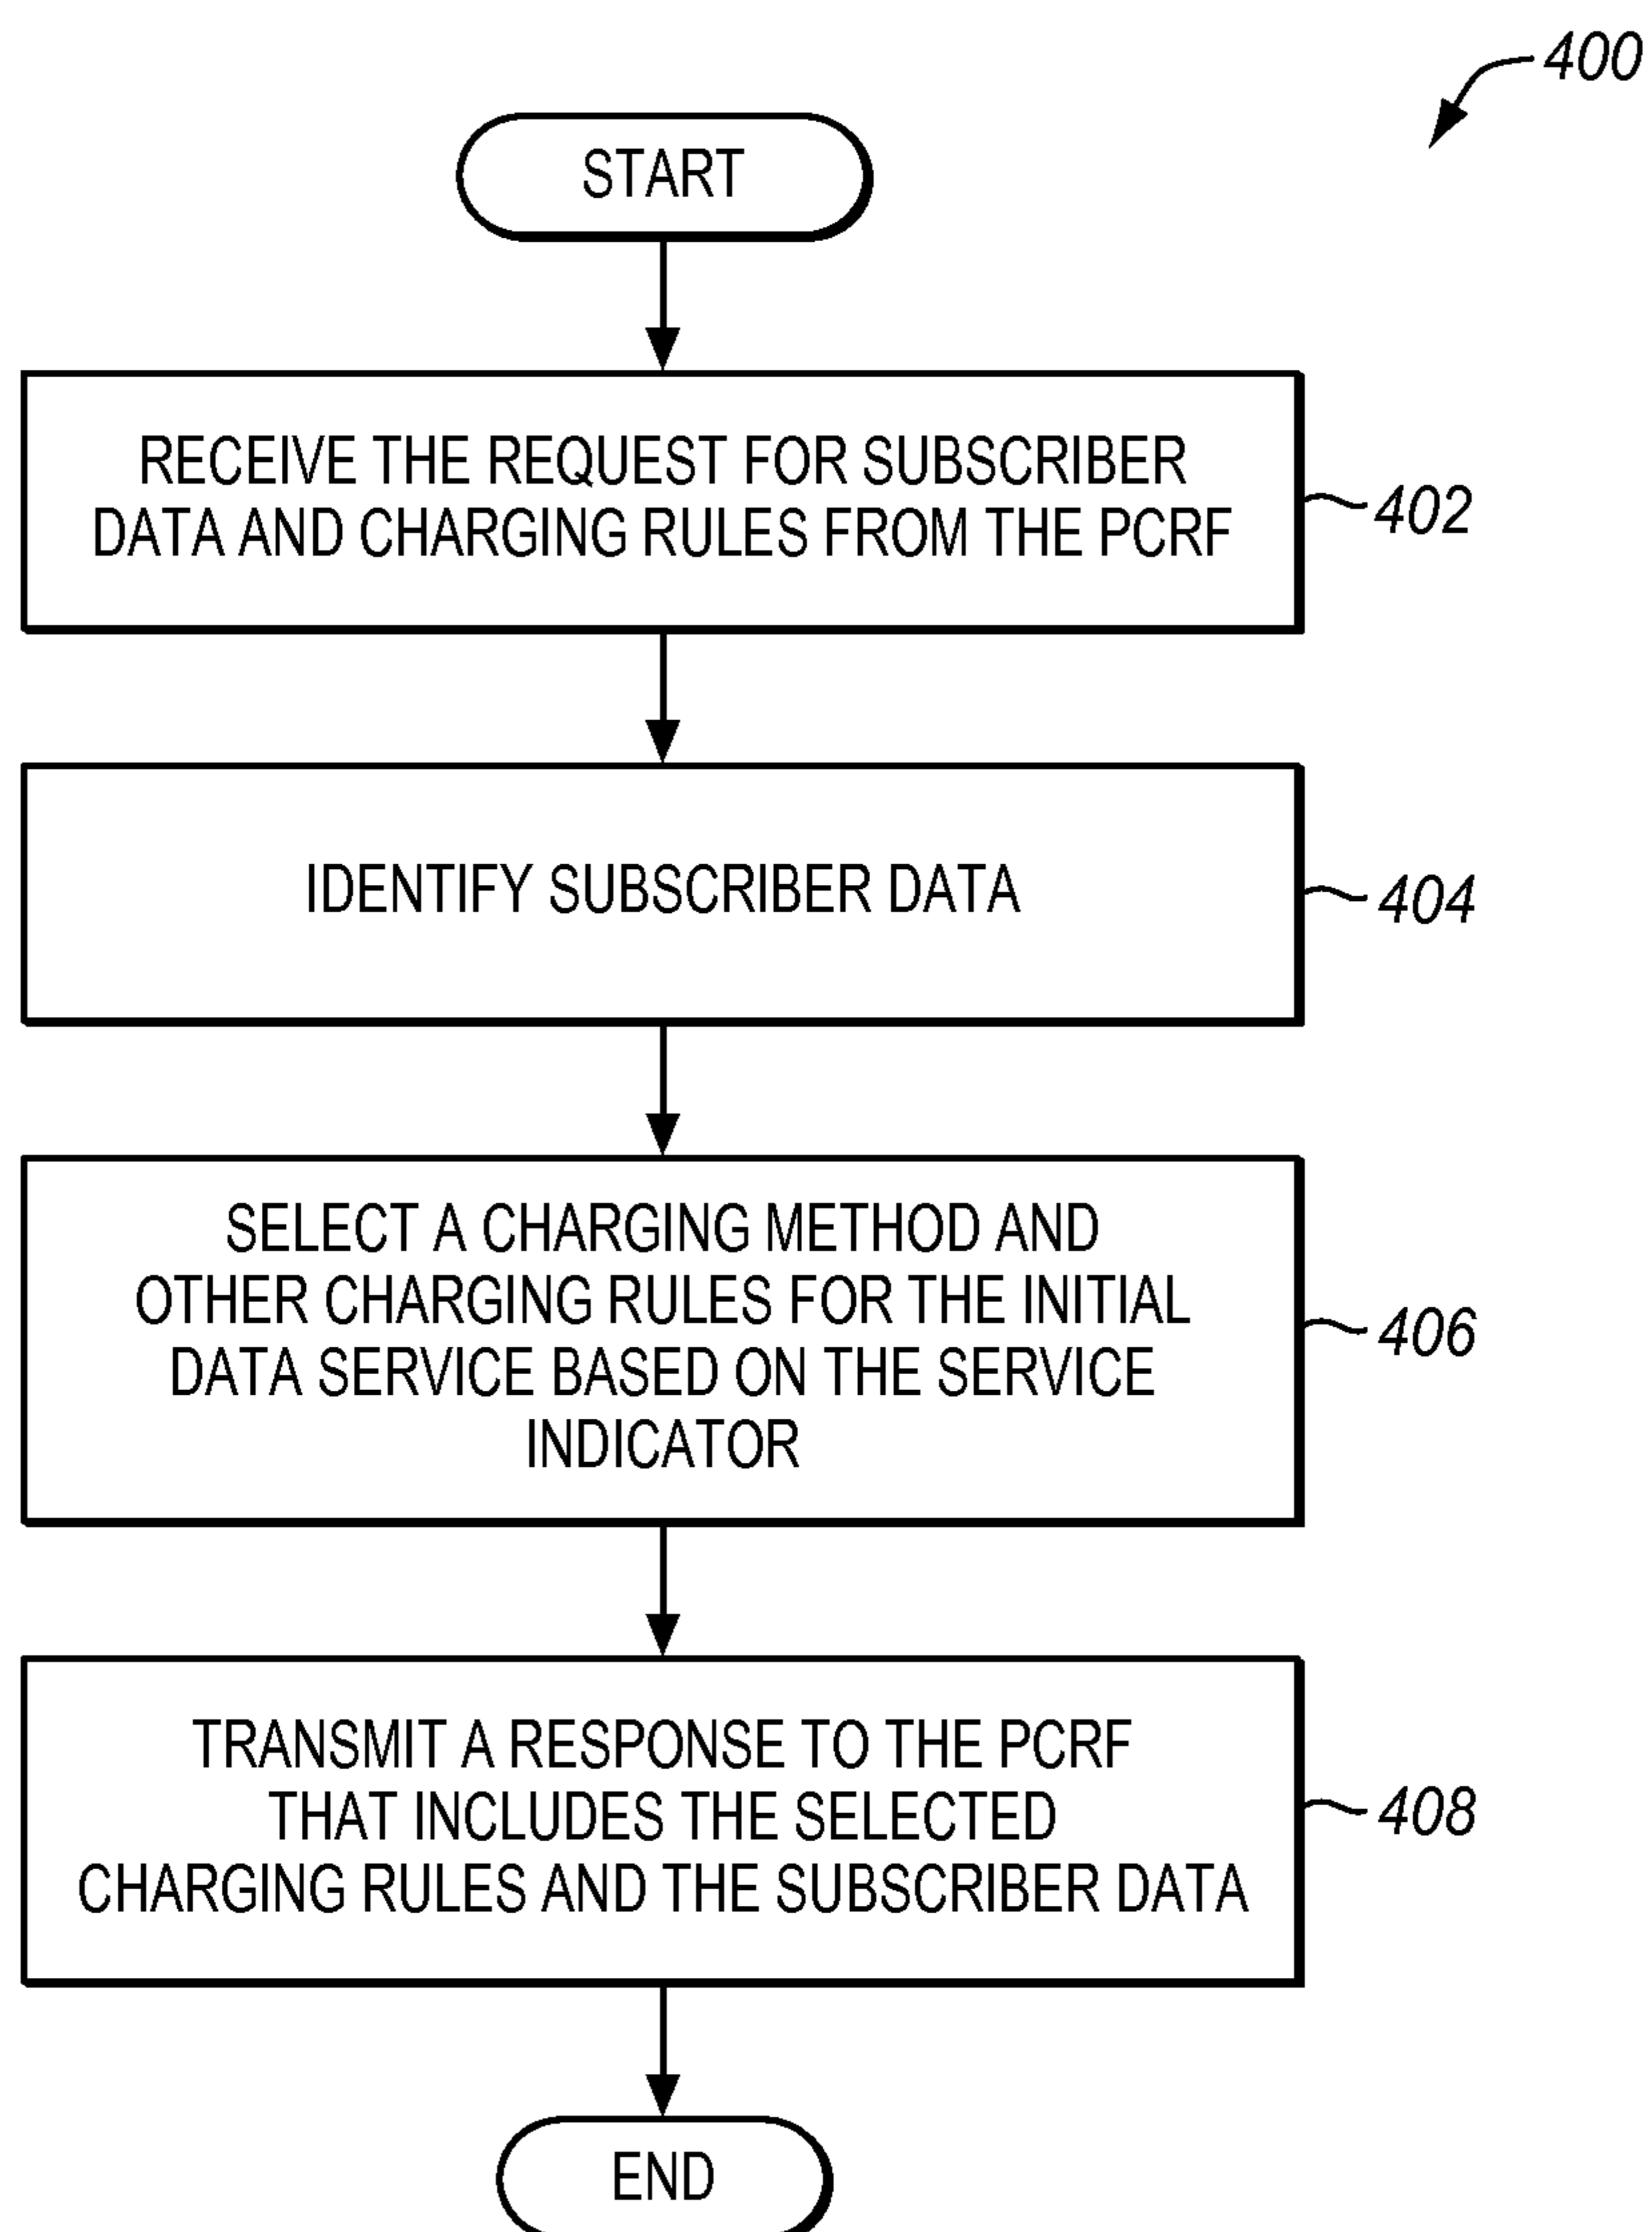 400
START
RECEIVE THE REQUEST FOR SUBSCRIBER
DATA AND CHARGING RULES FROM THE PCRF
402
IDENTIFY SUBSCRIBER DATA
404
SELECT A CHARGING METHOD AND
OTHER CHARGING RULES FOR THE INITIAL
DATA SERVICE BASED ON THE SERVICE
INDICATOR
406
TRANSMIT A RESPONSE TO THE PCRF
THAT INCLUDES THE SELECTED
CHARGING RULES AND THE SUBSCRIBER DATA
408
END